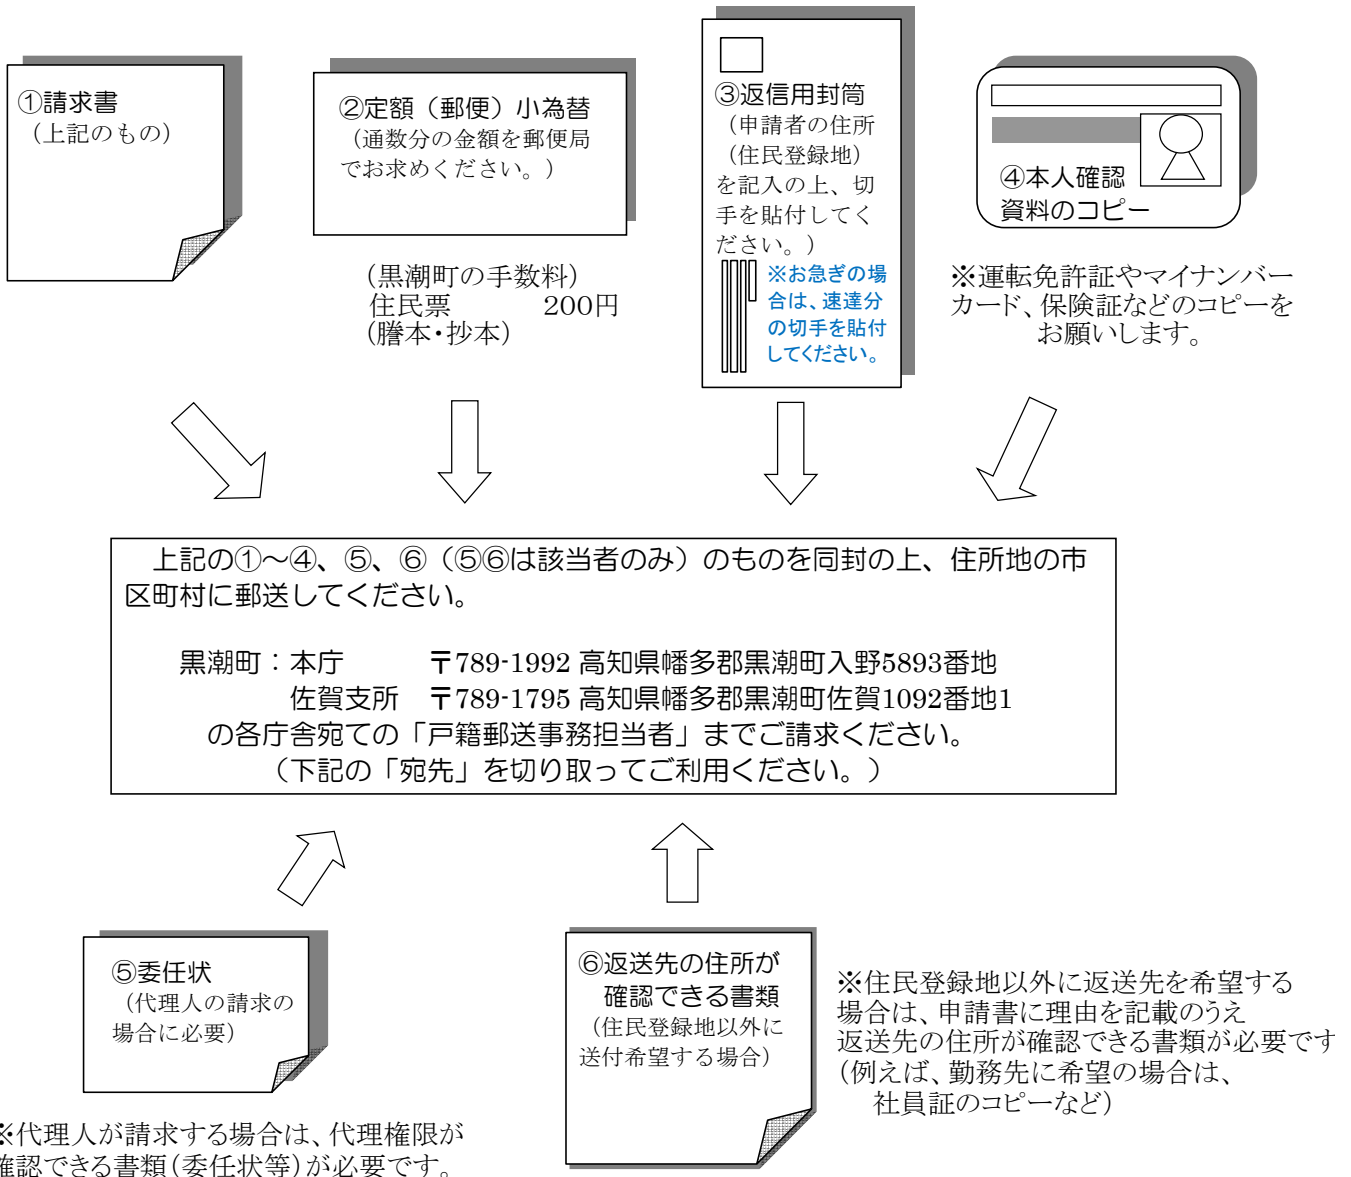 ①請求書
（上記のもの）
②定額（郵便）小為替
（通数分の金額を郵便局
でお求めください。）
(黒潮町の手数料)
住民票　　200円
(謄本・抄本)
③返信用封筒
（申請者の住所
（住民登録地）
を記入の上、切
手を貼付してく
ださい。）
※お急ぎの場
合は、速達分
の切手を貼付
してください。
④本人確認
資料のコピー
※運転免許証やマイナンバー
カード、保険証などのコピーを
お願いします。
上記の①～④、⑤、⑥（⑤⑥は該当者のみ）のものを同封の上、住所地の市
区町村に郵送してください。
黒潮町：本庁　　〒789-1992 高知県幡多郡黒潮町入野5893番地
佐賀支所　〒789-1795 高知県幡多郡黒潮町佐賀1092番地1
の各庁舎宛ての「戸籍郵送事務担当者」までご請求ください。
（下記の「宛先」を切り取ってご利用ください。）
⑤委任状
（代理人の請求の
場合に必要）
※代理人が請求する場合は、代理権限が
確認できる書類(委任状等)が必要です。
⑥返送先の住所が
確認できる書類
（住民登録地以外に
送付希望する場合）
※住民登録地以外に返送先を希望する
場合は、申請書に理由を記載のうえ
返送先の住所が確認できる書類が必要です
(例えば、勤務先に希望の場合は、
社員証のコピーなど)